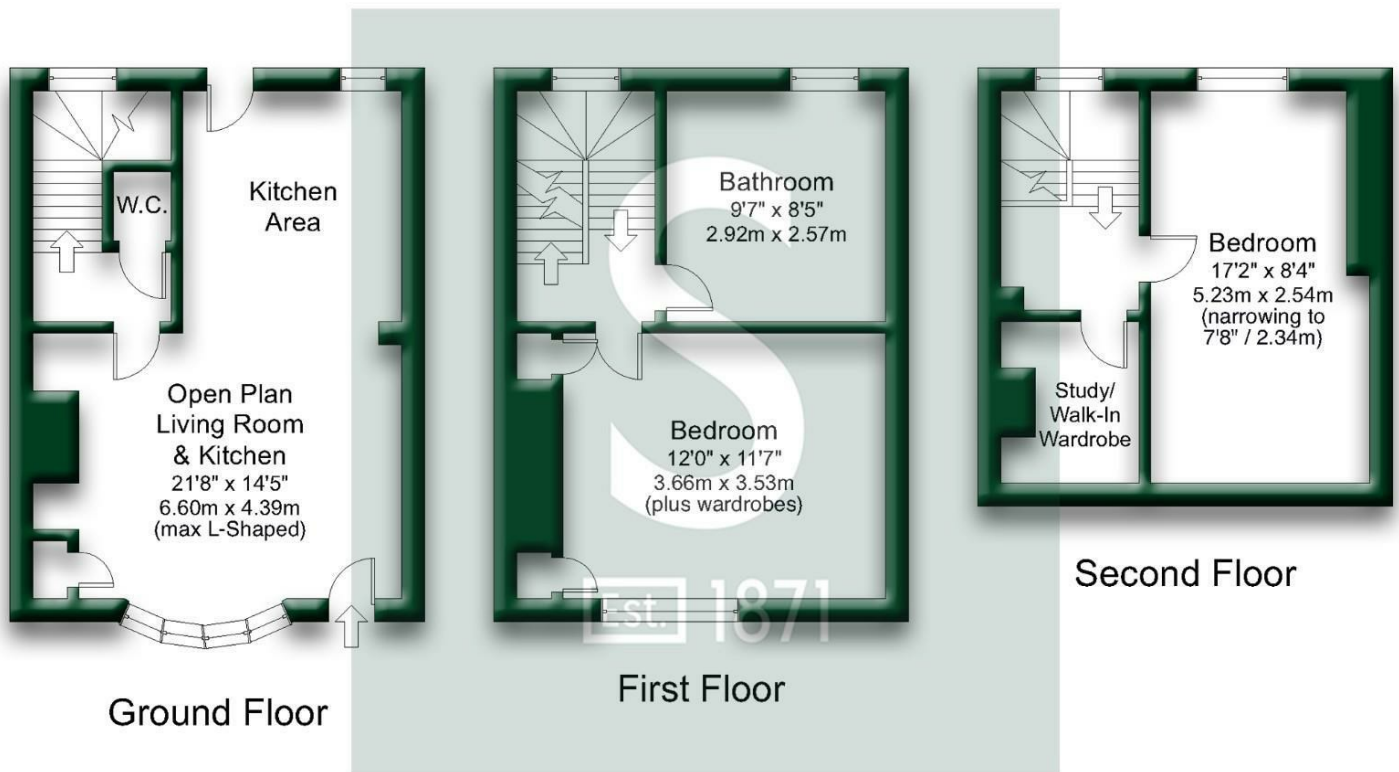 W.C.
Kitchen
Area
Open Plan
Living Room
& Kitchen
21'8" x 14'5"
6.60m x 4.39m
(max L-Shaped)
Ground Floor
Bathroom
9'7" x 8'5"
2.92m x 2.57m
Bedroom
12'0" x 11'7"
3.66m x 3.53m
(plus wardrobes)
First Floor
Bedroom
17'2" x 8'4"
5.23m x 2.54m
(narrowing to
7'8" / 2.34m)
Study/
Walk-In
Wardrobe
Second Floor
S
Est. 1871